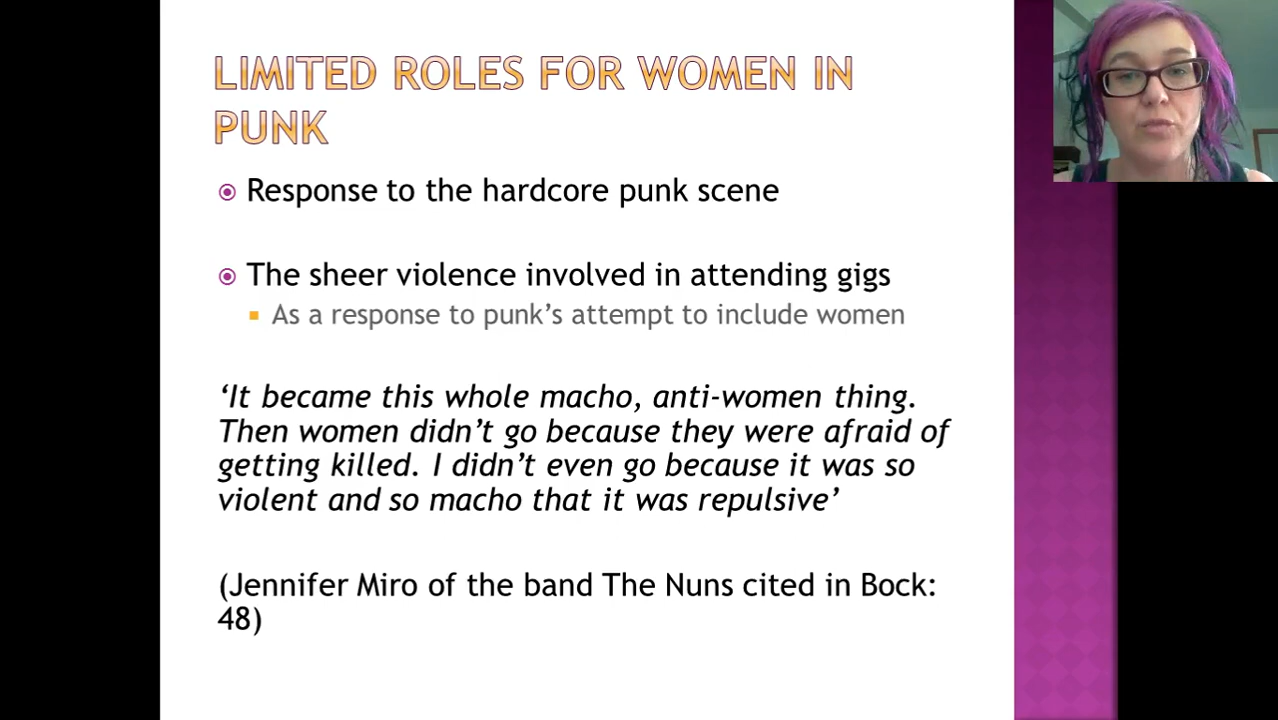 LIMITED ROLES FOR WOMEN IN
PUNK
Response to the hardcore punk scene
The sheer violence involved in attending gigs
As a response to punk’s attempt to include women
‘It became this whole macho, anti-women thing.
Then women didn’t go because they were afraid of
getting killed. I didn’t even go because it was so
violent and so macho that it was repulsive’
(Jennifer Miro of the band The Nuns cited in Bock:
48)